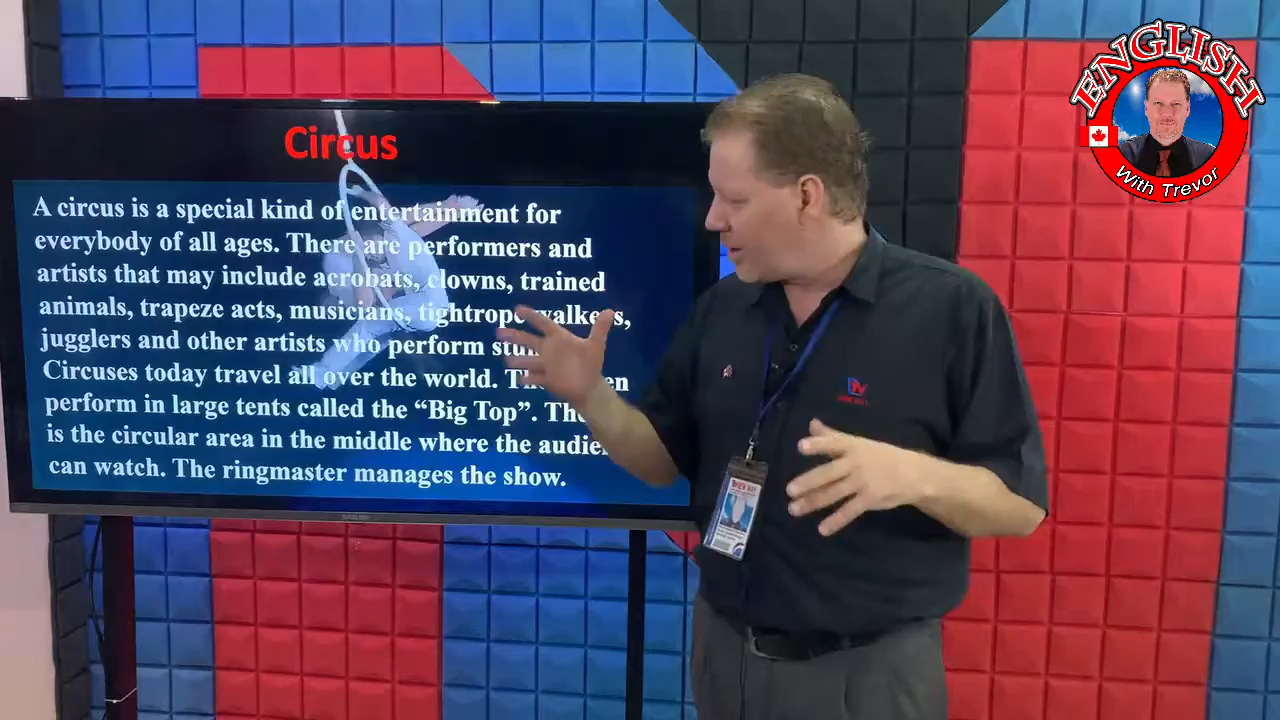 Circus
A circus is a special kind of entertainment for
everybody of all ages. There are performers and
artists that may include acrobats, clowns, trained
animals, trapeze acts, musicians, tightrope walkers,
jugglers and other artists who perform
Circuses today travel all over the world.
perform in large tents called the “Big Top”.
is the circular area in the middle where the
can watch. The ringmaster manages the show.
ENGLISH
With Trevor